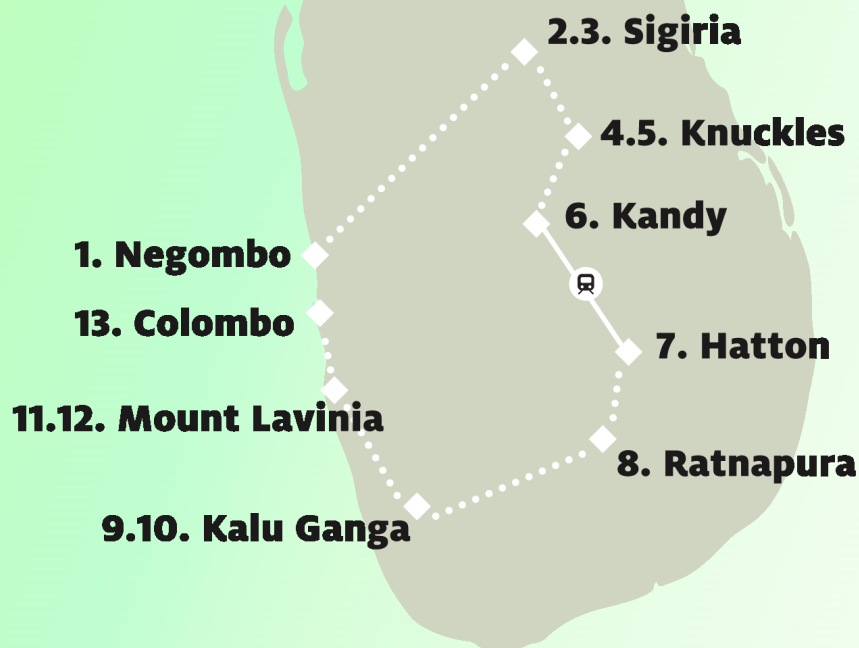 2.3. Sigiria
4.5. Knuckles
6. Kandy
1. Negombo
13. Colombo
7. Hatton
11.12. Mount Lavinia
8. Ratnapura
9.10. Kalu Ganga